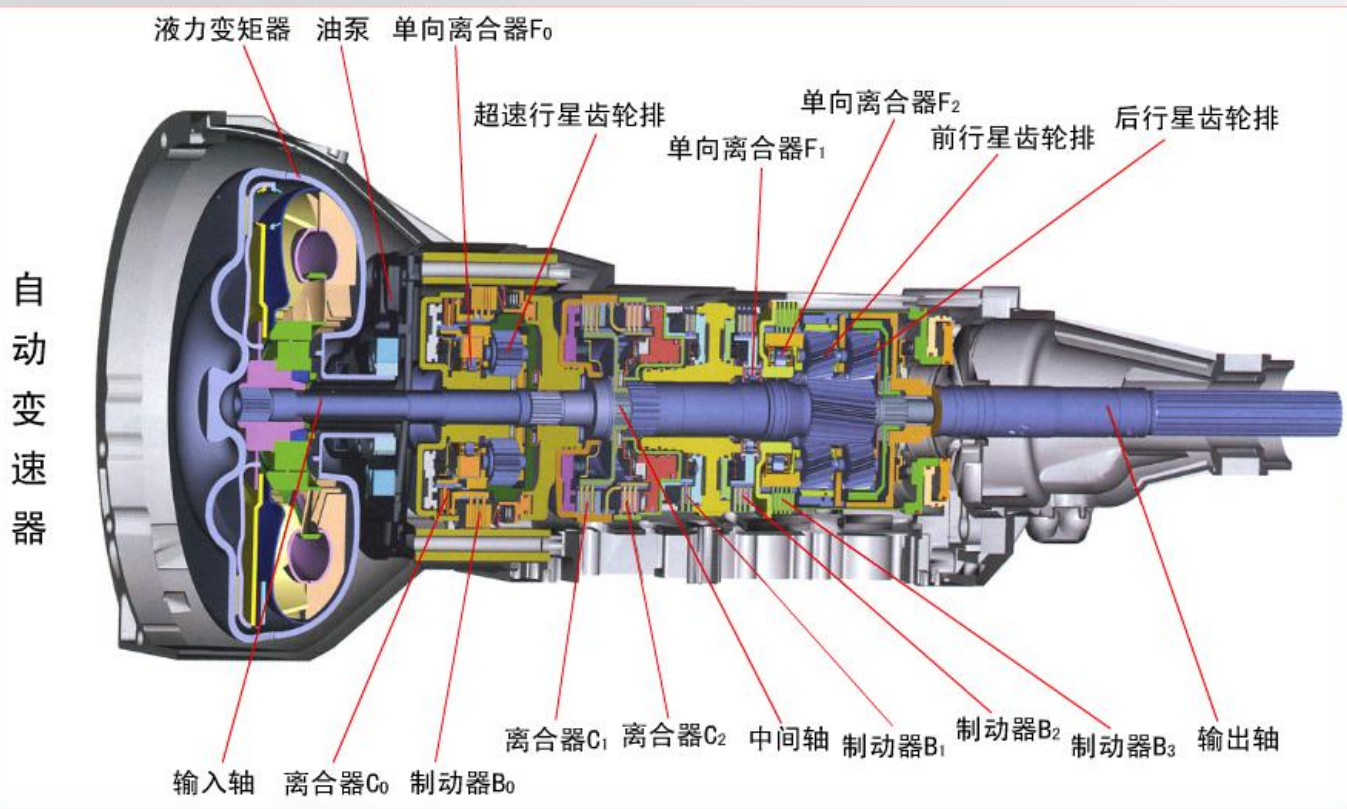 液力变矩器 油泵 单向离合器F₀
超速行星齿轮排
单向离合器F₂
后行星齿轮排
前行星齿轮排
单向离合器F₁
自动变速器
离合器C₁
离合器C₂
中间轴
制动器B₁
制动器B₂
制动器B₃
输出轴
输入轴
离合器C₀
制动器B₀